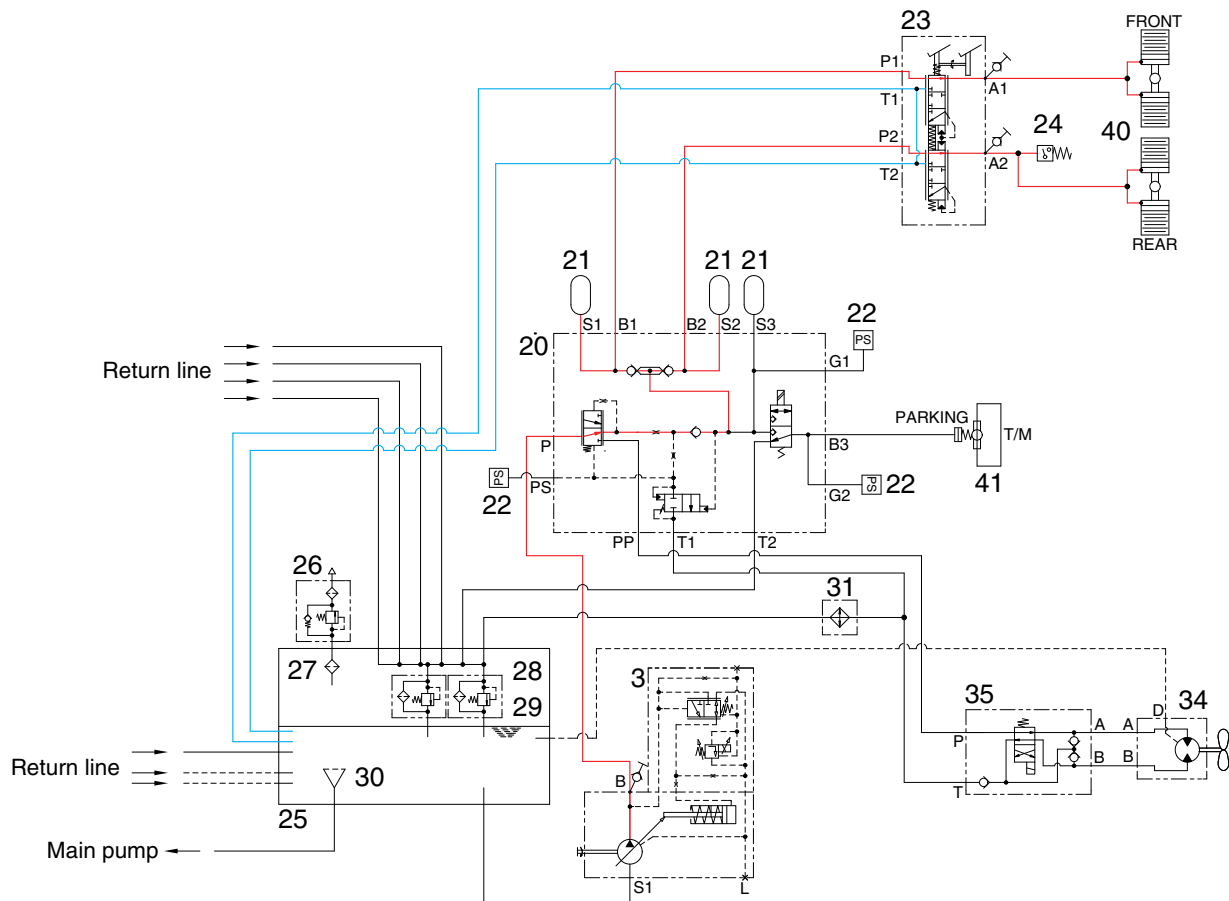 23
FRONT
P1
T1
A1
24
40
P2
A2
T2
REAR
21
21
21
22
S1
B1
B2
S2
S3
20
PS
G1
Return line
PARKING
T/M
P
B3
PS
PS
22
G2
PS
22
41
PP
T1
T2
26
31
27
28
3
29
35
34
D
A
A
P
B
B
B
T
Return line
30
25
Main pump
S1
L